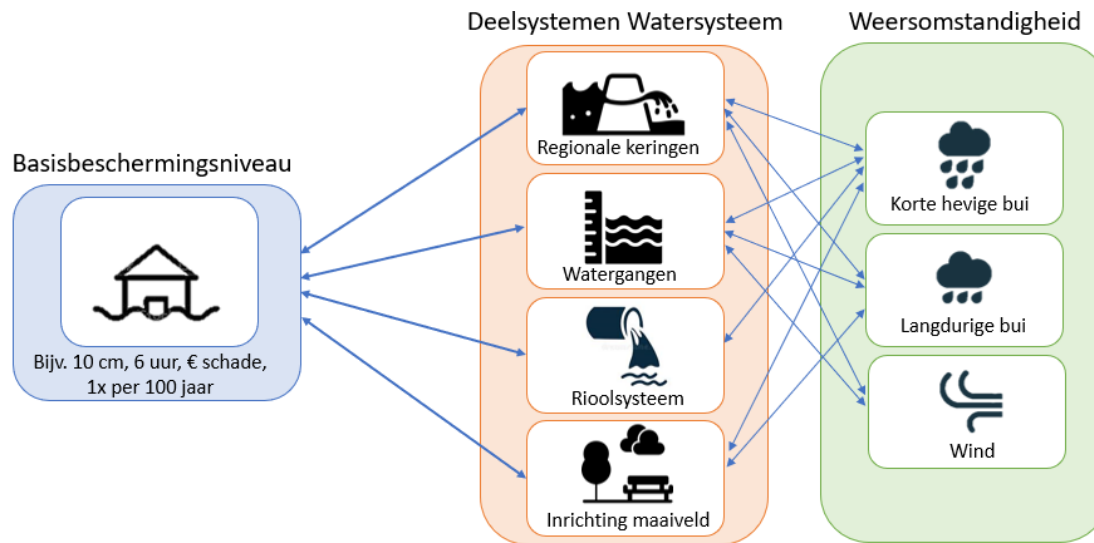 Basisbeschermingsniveau
Bijv. 10 cm, 6 uur, € schade,
1x per 100 jaar
Deelsystemen Watersysteem
Regionale keringen
Watergangen
Rioolsysteem
Inrichting maaiveld
Weersomstandigheid
Korte hevige bui
Langdurige bui
Wind